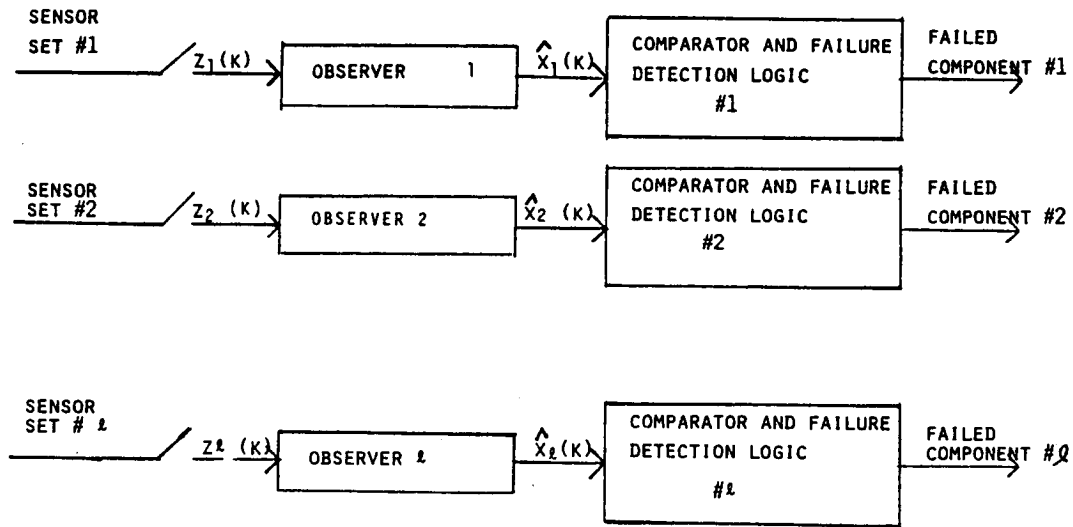 SENSOR
SET #1
Z₁(K)
OBSERVER 1
X̂₁(K)
COMPARATOR AND FAILURE
DETECTION LOGIC
#1
FAILED
COMPONENT #1
SENSOR
SET #2
Z₂ (K)
OBSERVER 2
X̂₂ (K)
COMPARATOR AND FAILURE
DETECTION LOGIC
#2
FAILED
COMPONENT #2
SENSOR
SET # ℓ
Zℓ (K)
OBSERVER ℓ
X̂ℓ(K)
COMPARATOR AND FAILURE
DETECTION LOGIC
#ℓ
FAILED
COMPONENT #ℓ